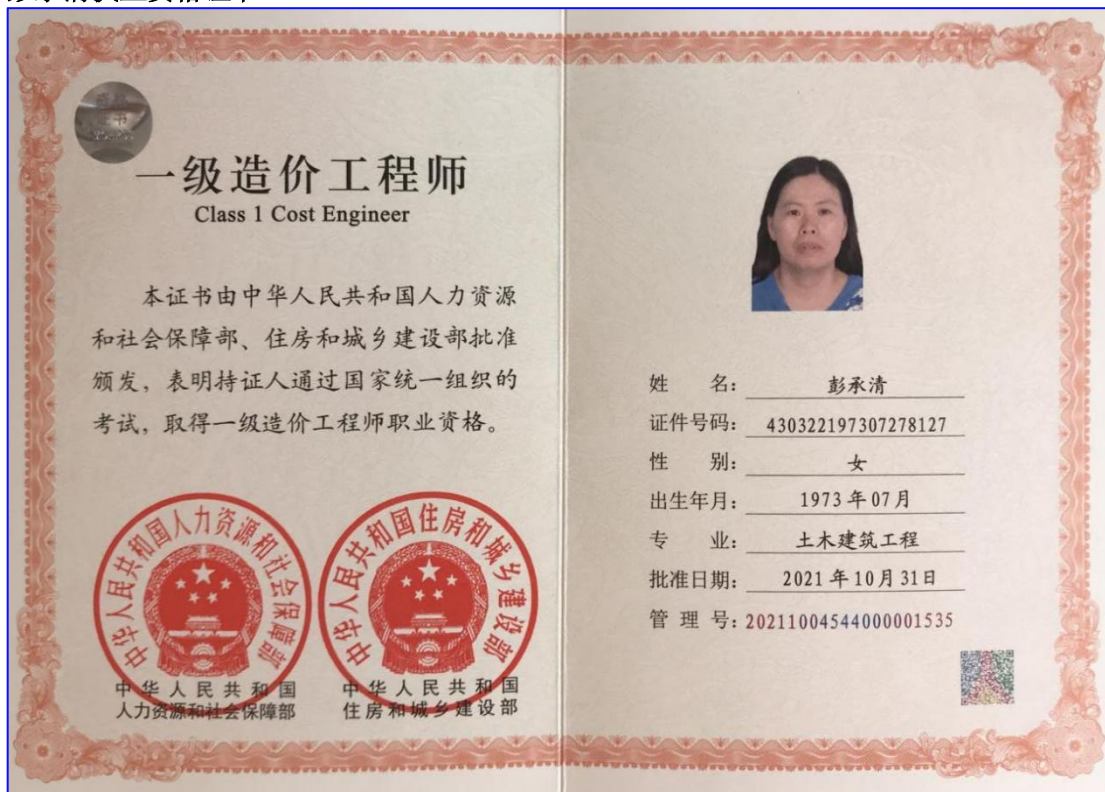 一级造价工程师
Class 1 Cost Engineer
本证书由中华人民共和国人力资源
和社会保障部、住房和城乡建设部批准
颁发，表明持证人通过国家统一组织的
考试，取得一级造价工程师职业资格。
中华人民共和国人力资源和社会保障部
中华人民共和国住房和城乡建设部
中华人民共和国
人力资源和社会保障部
中华人民共和国
住房和城乡建设部
姓 名： 彭承清
证件号码： 430322197307278127
性 别： 女
出生年月： 1973年07月
专 业： 土木建筑工程
批准日期： 2021年10月31日
管 理 号：20211004544000001535